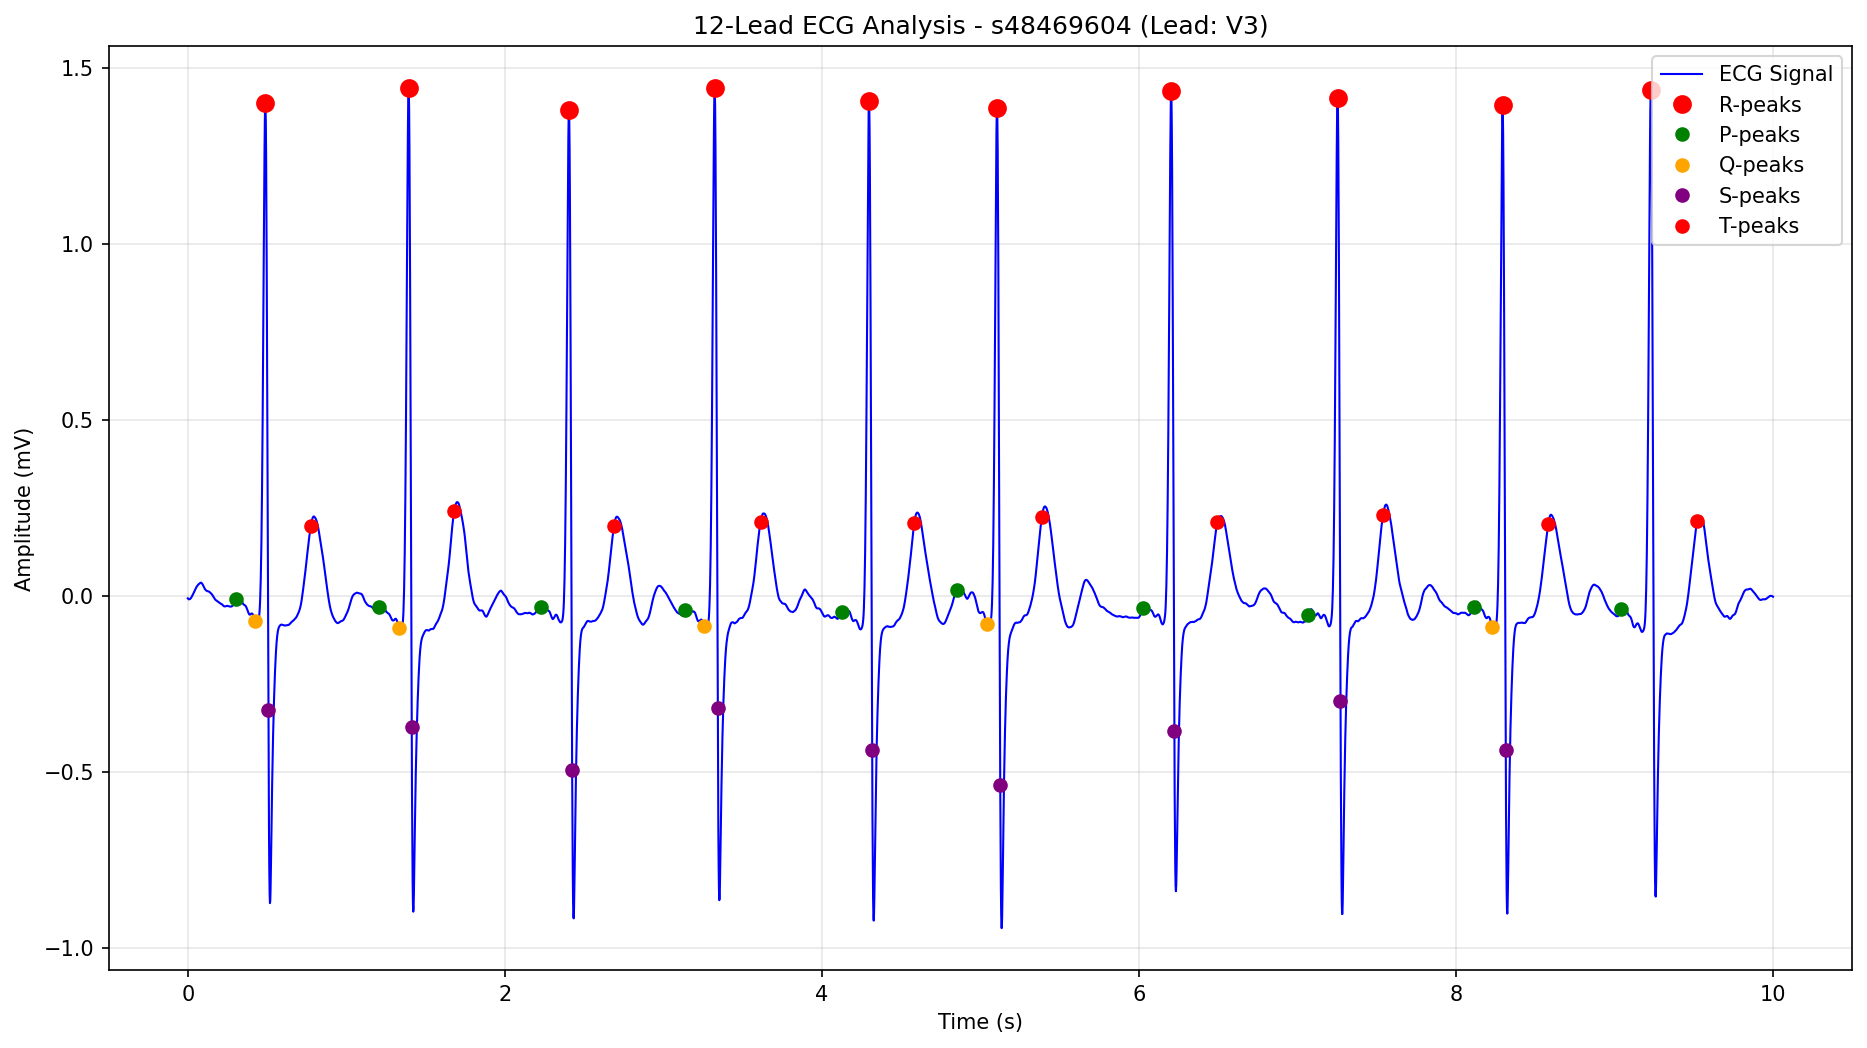 12-Lead ECG Analysis - s48469604 (Lead: V3)
ECG Signal
R-peaks
P-peaks
Q-peaks
S-peaks
T-peaks
1.5
1.0
0.5
0.0
−0.5
−1.0
Amplitude (mV)
0 2 4 6 8 10
Time (s)